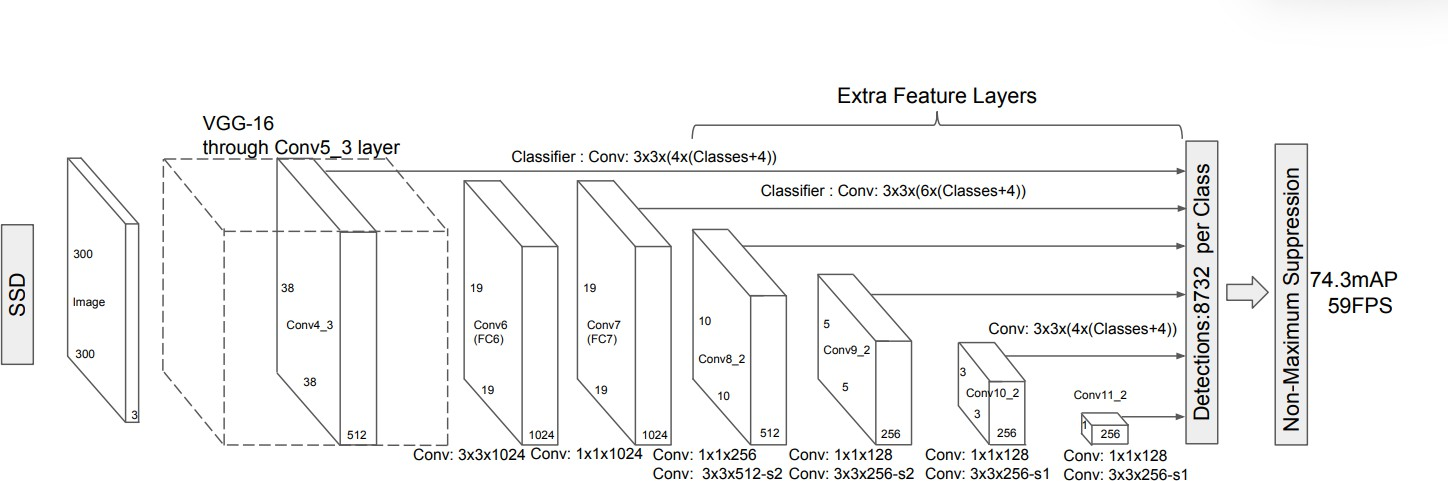 Extra Feature Layers
VGG-16
through Conv5_3 layer
Classifier : Conv: 3x3x(4x(Classes+4))
Classifier : Conv: 3x3x(6x(Classes+4))
SSD
300
Image
300
3
38
Conv4_3
38
512
19
Conv6
(FC6)
19
1024
19
Conv7
(FC7)
19
1024
10
Conv8_2
10
512
5
Conv9_2
5
256
Conv: 3x3x(4x(Classes+4))
3
Conv10_2
3
256
Conv11_2
1
256
Detections:8732 per Class
Non-Maximum Suppression
74.3mAP
59FPS
Conv: 3x3x1024
Conv: 1x1x1024
Conv: 1x1x256
Conv: 3x3x512-s2
Conv: 1x1x128
Conv: 3x3x256-s2
Conv: 1x1x128
Conv: 3x3x256-s1
Conv: 1x1x128
Conv: 3x3x256-s1